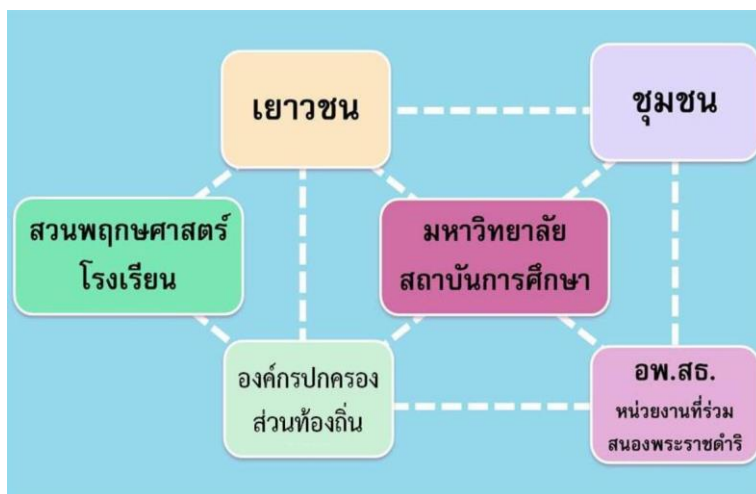 เยาวชน
ชุมชน
สวนพฤกษศาสตร์
โรงเรียน
มหาวิทยาลัย
สถาบันการศึกษา
องค์กรปกครอง
ส่วนท้องถิ่น
อพ.สธ.
หน่วยงานที่ร่วม
สนองพระราชดำริ